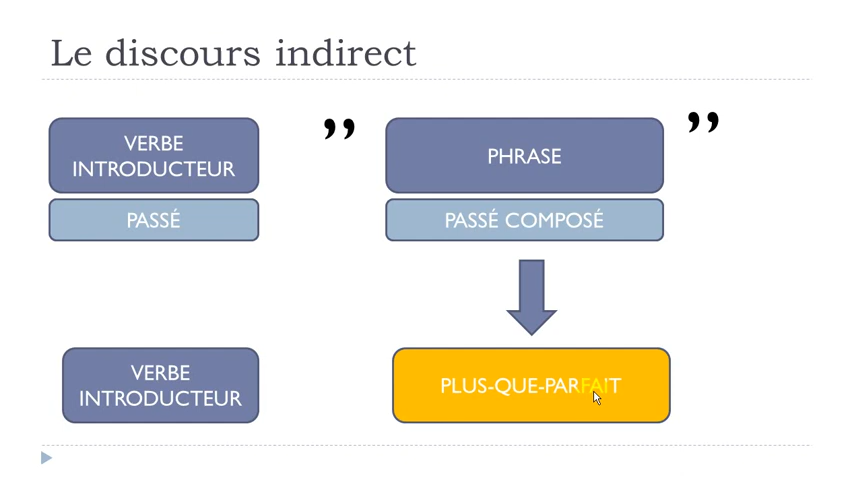 Le discours indirect
VERBE
INTRODUCTEUR
” PHRASE ”
PASSÉ
PASSÉ COMPOSÉ
VERBE
INTRODUCTEUR
PLUS-QUE-PARFAIT